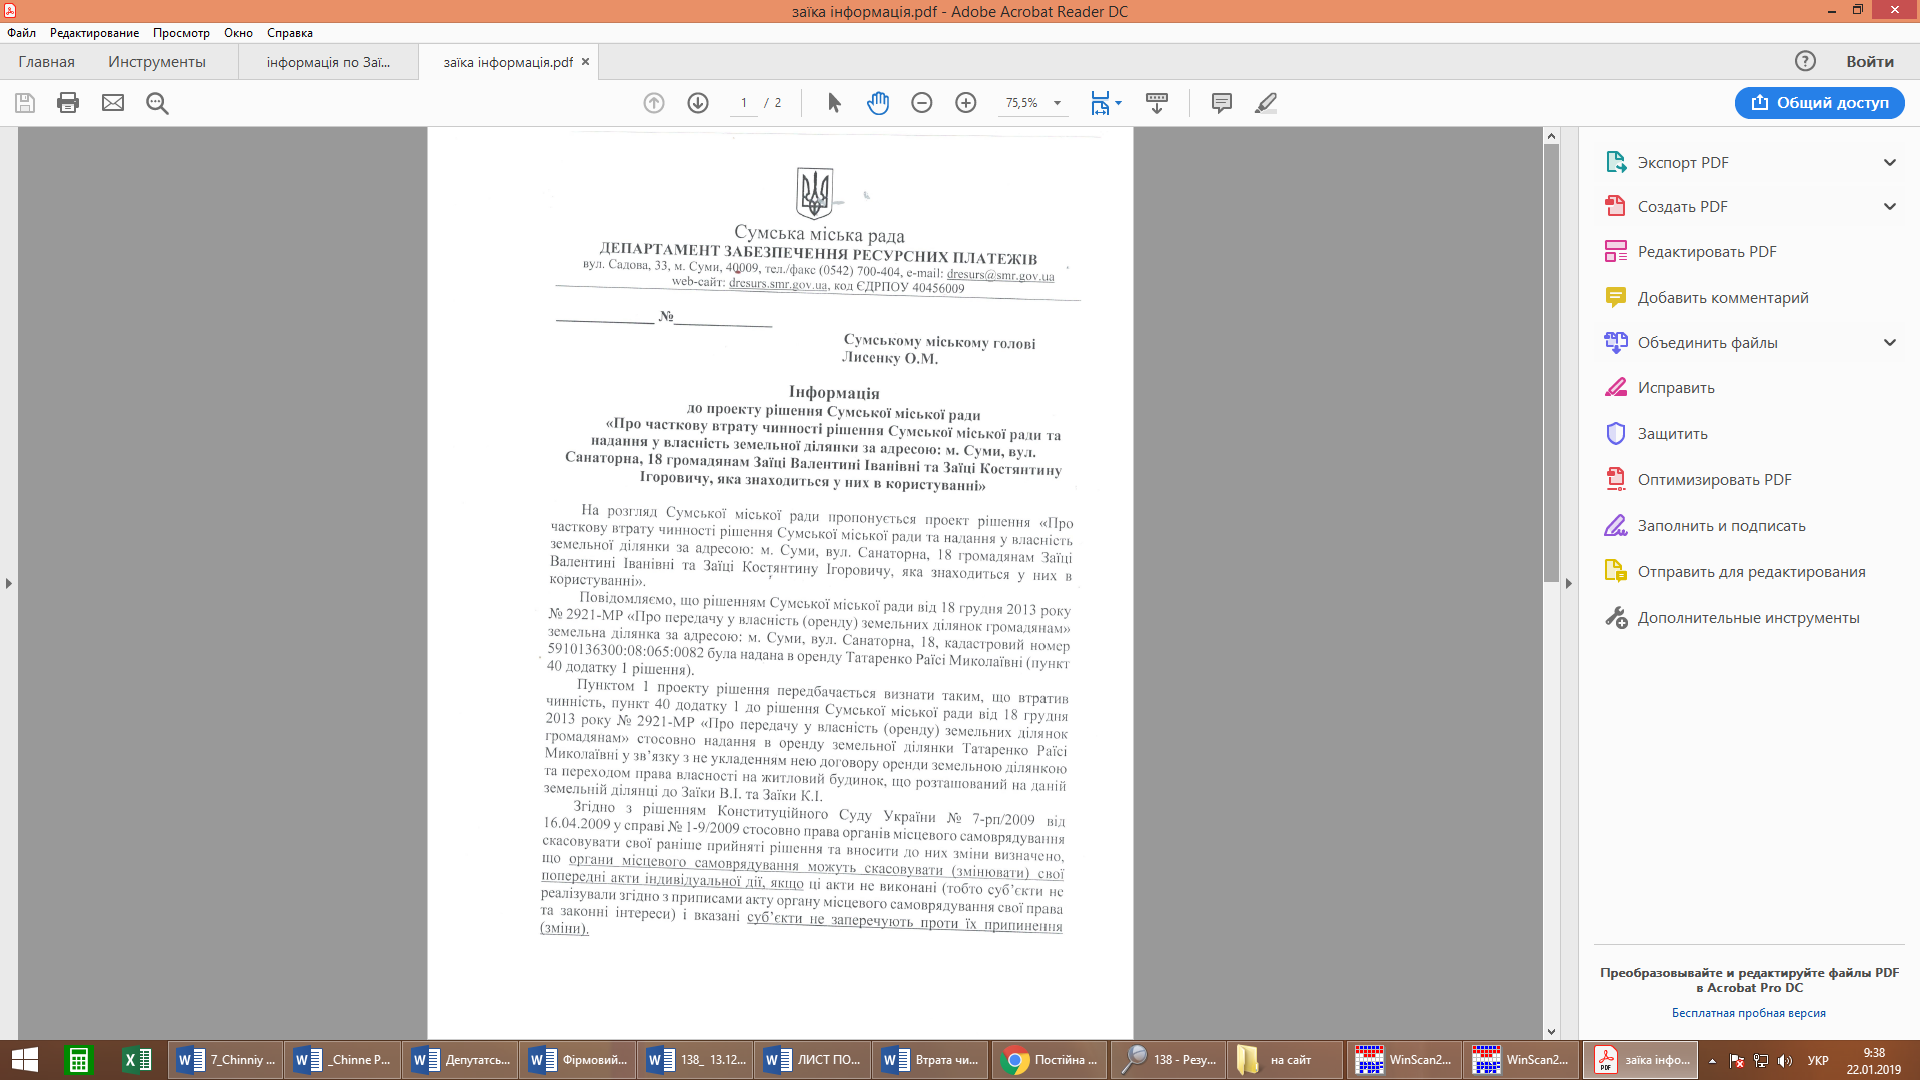 заїка інформація.pdf - Adobe Acrobat Reader DC
Файл Редактирование Просмотр Окно Справка
Главная Инструменты інформація по Заї... заїка інформація.pdf × Войти
1 / 2 75,5% Общий доступ
Сумська міська рада
ДЕПАРТАМЕНТ ЗАБЕЗПЕЧЕННЯ РЕСУРСНИХ ПЛАТЕЖІВ
вул. Садова, 33, м. Суми, 40009, тел./факс (0542) 700-404, e-mail: dresurs@smr.gov.ua
web-сайт: dresurs.smr.gov.ua, код ЄДРПОУ 40456009
№
Сумському міському голові
Лисенку О.М.
Інформація
до проекту рішення Сумської міської ради
«Про часткову втрату чинності рішення Сумської міської ради та
надання у власність земельної ділянки за адресою: м. Суми, вул.
Санаторна, 18 громадянам Заїці Валентині Іванівні та Заїці Костянтину
Ігоровичу, яка знаходиться у них в користуванні»
На розгляд Сумської міської ради пропонується проект рішення «Про
часткову втрату чинності рішення Сумської міської ради та надання у власність
земельної ділянки за адресою: м. Суми, вул. Санаторна, 18 громадянам Заїці
Валентині Іванівні та Заїці Костянтину Ігоровичу, яка знаходиться у них в
користуванні».
Повідомляємо, що рішенням Сумської міської ради від 18 грудня 2013 року
№ 2921-МР «Про передачу у власність (оренду) земельних ділянок громадянам»
земельна ділянка за адресою: м. Суми, вул. Санаторна, 18, кадастровий номер
5910136300:08:065:0082 була надана в оренду Татаренко Раїсі Миколаївні (пункт
40 додатку 1 рішення).
Пунктом 1 проекту рішення передбачається визнати таким, що втратив
чинність, пункт 40 додатку 1 до рішення Сумської міської ради від 18 грудня
2013 року № 2921-МР «Про передачу у власність (оренду) земельних ділянок
громадянам» стосовно надання в оренду земельної ділянки Татаренко Раїсі
Миколаївні у зв’язку з не укладенням нею договору оренди земельною ділянкою
та переходом права власності на житловий будинок, що розташований на даній
земельній ділянці до Заїки В.І. та Заїки К.І.
Згідно з рішенням Конституційного Суду України № 7-рп/2009 від
16.04.2009 у справі № 1-9/2009 стосовно права органів місцевого самоврядування
скасовувати свої раніше прийняті рішення та вносити до них зміни визначено,
що органи місцевого самоврядування можуть скасовувати (змінювати) свої
попередні акти індивідуальної дії, якщо ці акти не виконані (тобто суб’єкти не
реалізували згідно з приписами акту органу місцевого самоврядування свої права
та законні інтереси) і вказані суб’єкти не заперечують проти їх припинення
(зміни).
Экспорт PDF
Создать PDF
Редактировать PDF
Добавить комментарий
Объединить файлы
Исправить
Защитить
Оптимизировать PDF
Заполнить и подписать
Отправить для редактирования
Дополнительные инструменты
Преобразовывайте и редактируйте файлы PDF
в Acrobat Pro DC
Бесплатная пробная версия
7_Chinniy ... _Chinne P... Депутатсь... Фірмовий... 138_ 13.12... ЛИСТ ПО... Втрата чи... Постійна ... 138 - Резу... на сайт WinScan2... WinScan2... заїка інфо... УКР 9:38
22.01.2019